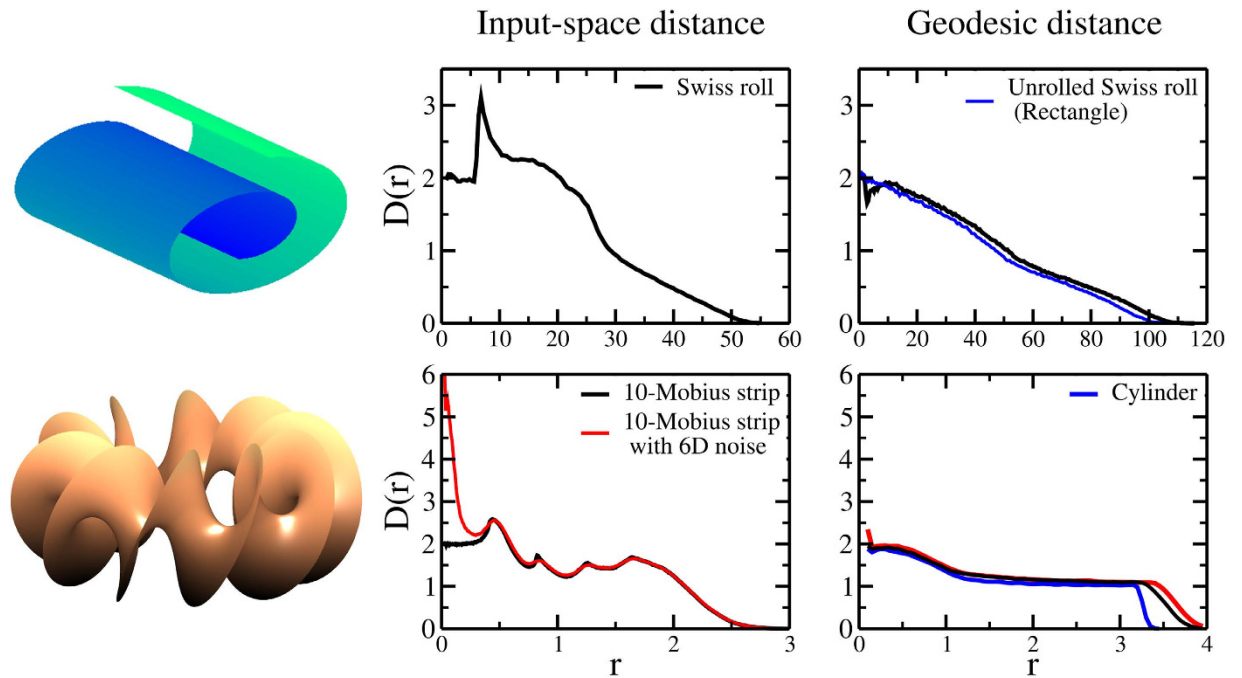 Input-space distance
Geodesic distance
D(r)
3
2
1
0
0 10 20 30 40 50 60
Swiss roll
3
2
1
0
0 20 40 60 80 100 120
Unrolled Swiss roll
(Rectangle)
D(r)
6
5
4
3
2
1
0
0 1 2 3
r
10-Mobius strip
10-Mobius strip
with 6D noise
6
5
4
3
2
1
0
0 1 2 3 4
r
Cylinder